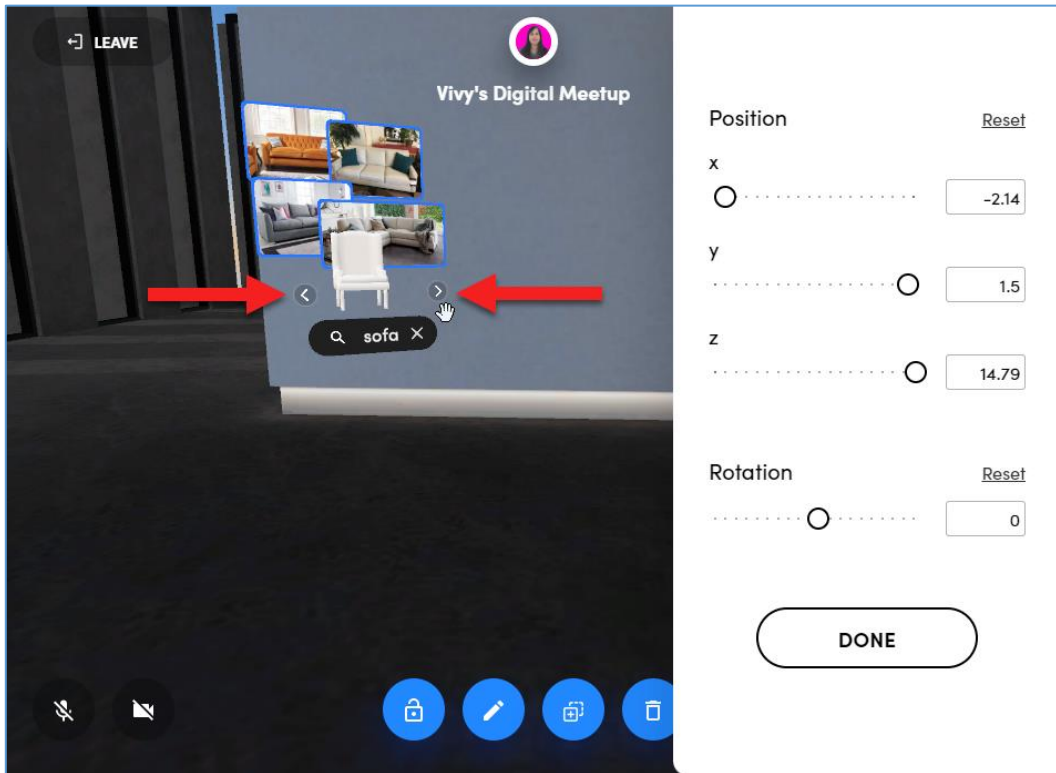 LEAVE
Vivy's Digital Meetup
sofa
Position Reset
x
-2.14
y
1.5
z
14.79
Rotation Reset
0
DONE